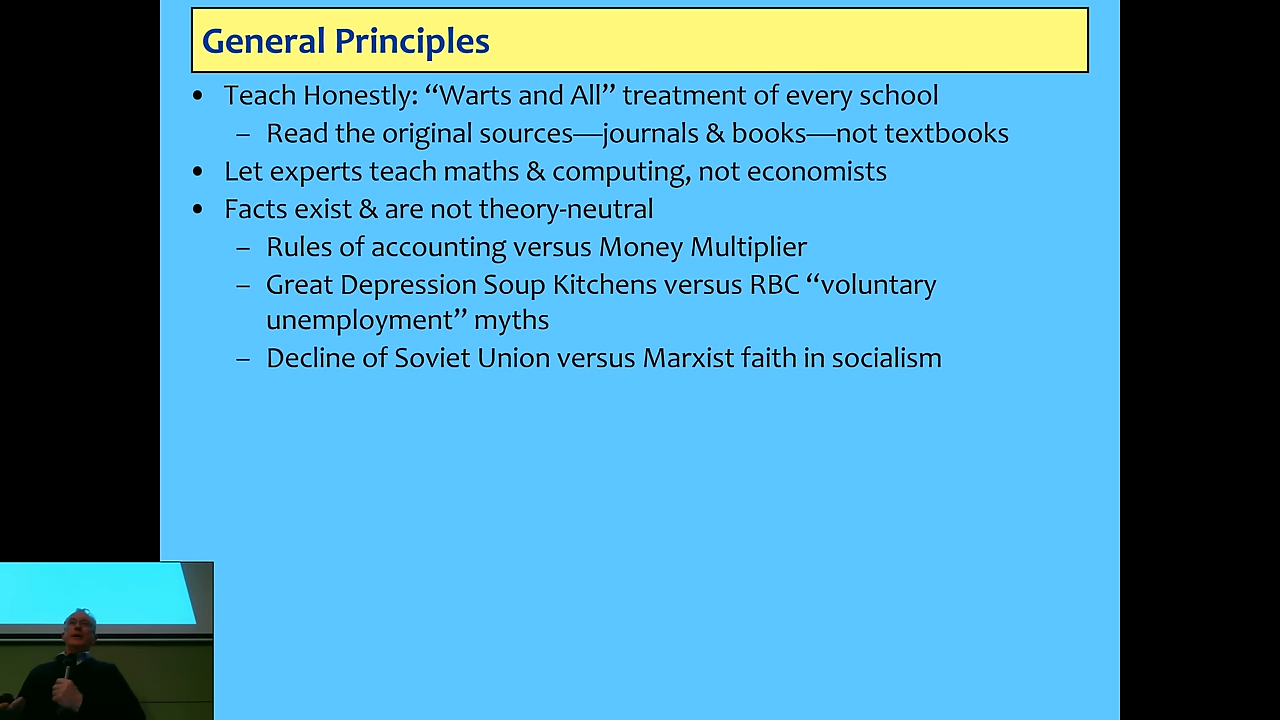 General Principles
• Teach Honestly: “Warts and All” treatment of every school
– Read the original sources—journals & books—not textbooks
• Let experts teach maths & computing, not economists
• Facts exist & are not theory-neutral
– Rules of accounting versus Money Multiplier
– Great Depression Soup Kitchens versus RBC “voluntary
unemployment” myths
– Decline of Soviet Union versus Marxist faith in socialism